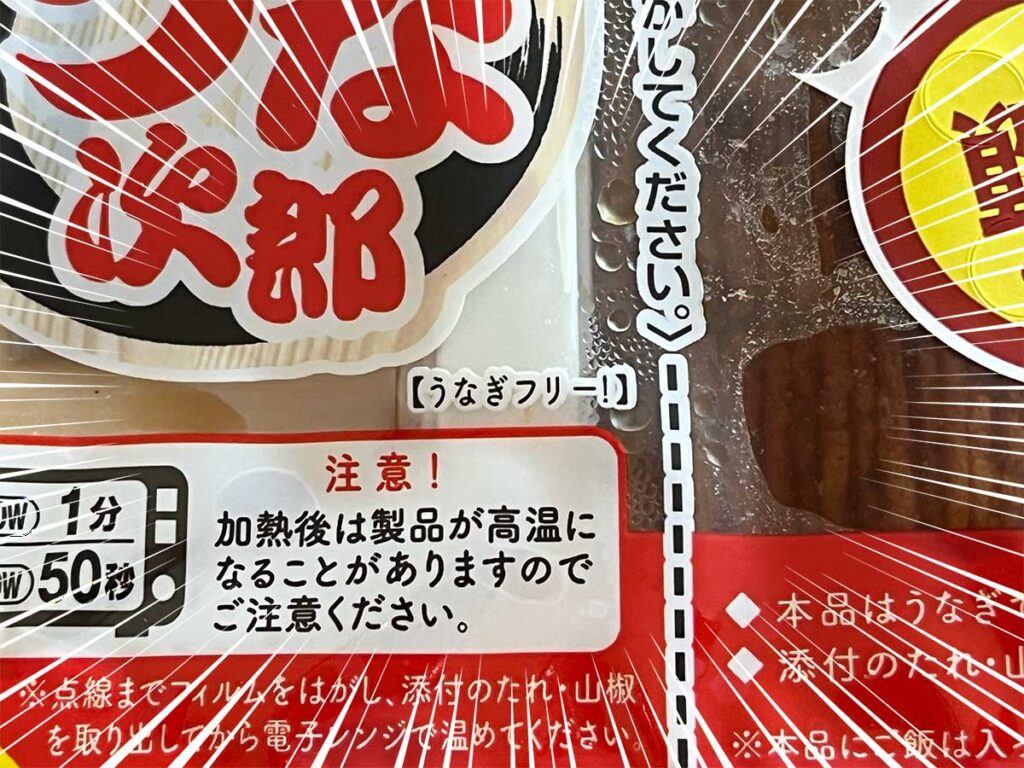 うな
次郎
かしてください。〉
【うなぎフリー!】
注意!
加熱後は製品が高温に
なることがありますので
ご注意ください。
1分
50秒
※点線までフィルムをはがし、添付のたれ・山椒
を取り出してから電子レンジで温めてください。
◆本品はうなぎで
◆添付のたれ・山
※本品にご飯は入っ